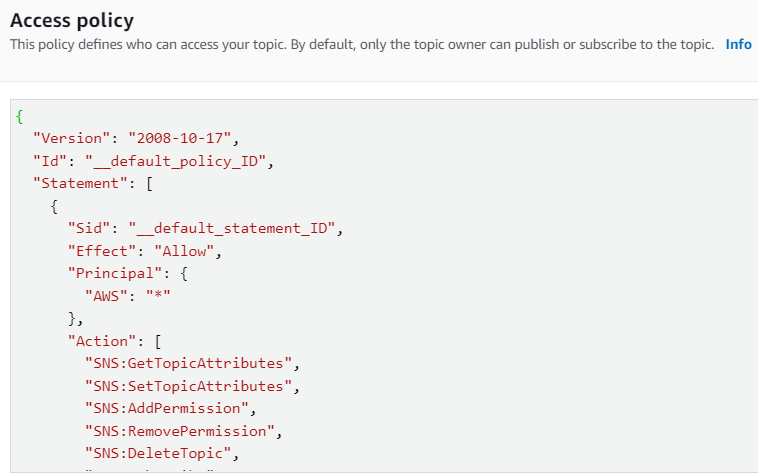 Access policy
This policy defines who can access your topic. By default, only the topic owner can publish or subscribe to the topic. Info
{
  "Version": "2008-10-17",
  "Id": "__default_policy_ID",
  "Statement": [
    {
      "Sid": "__default_statement_ID",
      "Effect": "Allow",
      "Principal": {
        "AWS": "*"
      },
      "Action": [
        "SNS:GetTopicAttributes",
        "SNS:SetTopicAttributes",
        "SNS:AddPermission",
        "SNS:RemovePermission",
        "SNS:DeleteTopic",